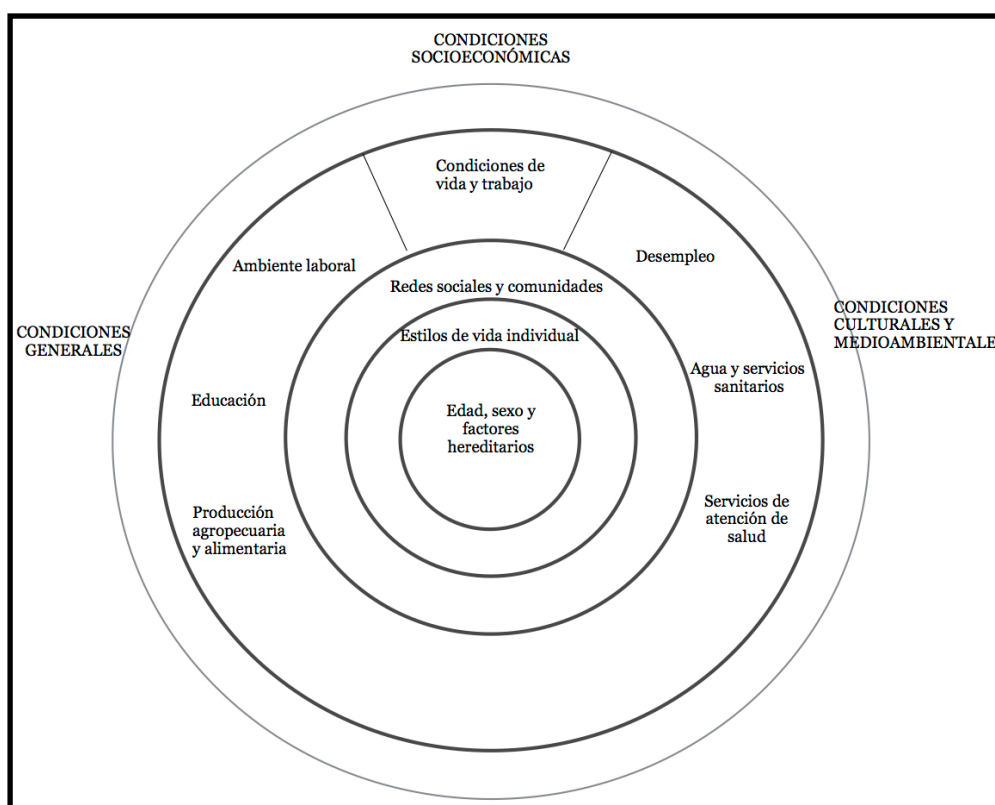 CONDICIONES
SOCIOECONÓMICAS
Condiciones de
vida y trabajo
Ambiente laboral
Desempleo
Redes sociales y comunidades
CONDICIONES
GENERALES
CONDICIONES
CULTURALES Y
MEDIOAMBIENTALE
Estilos de vida individual
Agua y servicios
sanitarios
Educación
Edad, sexo y
factores
hereditarios
Producción
agropecuaria
y alimentaria
Servicios de
atención de
salud